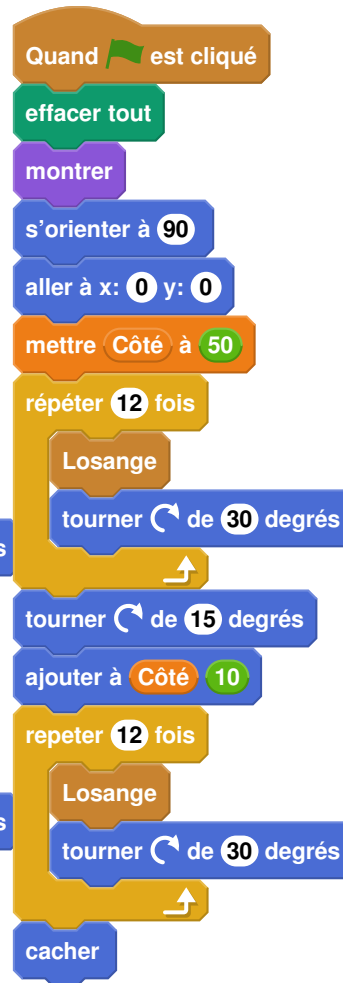 Quand est cliqué
effacer tout
montrer
s'orienter à 90
aller à x: 0 y: 0
mettre Côté à 50
répéter 12 fois
Losange
tourner de 30 degrés
s
tourner de 15 degrés
ajouter à Côté 10
repeter 12 fois
Losange
s
tourner de 30 degrés
cacher